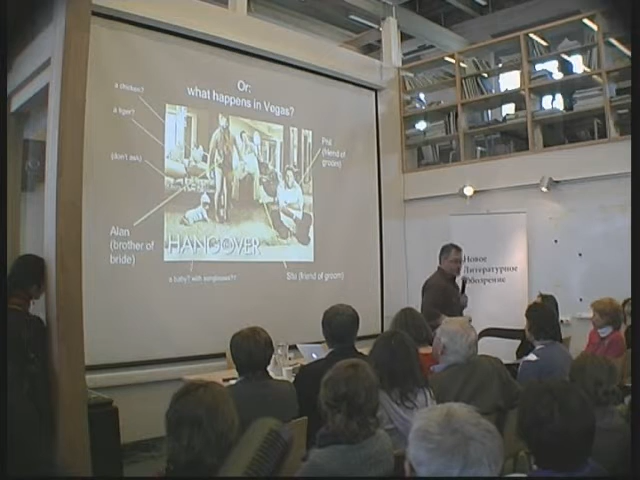 Or:
what happens in Vegas?
a chicken?
a tiger?
(don't ask)
Phil
(friend of
groom)
Alan
(brother of
bride)
HANGOVER
a baby? with sunglasses?!?
Stu (friend of groom)
Новое
Литературное
Обозрение